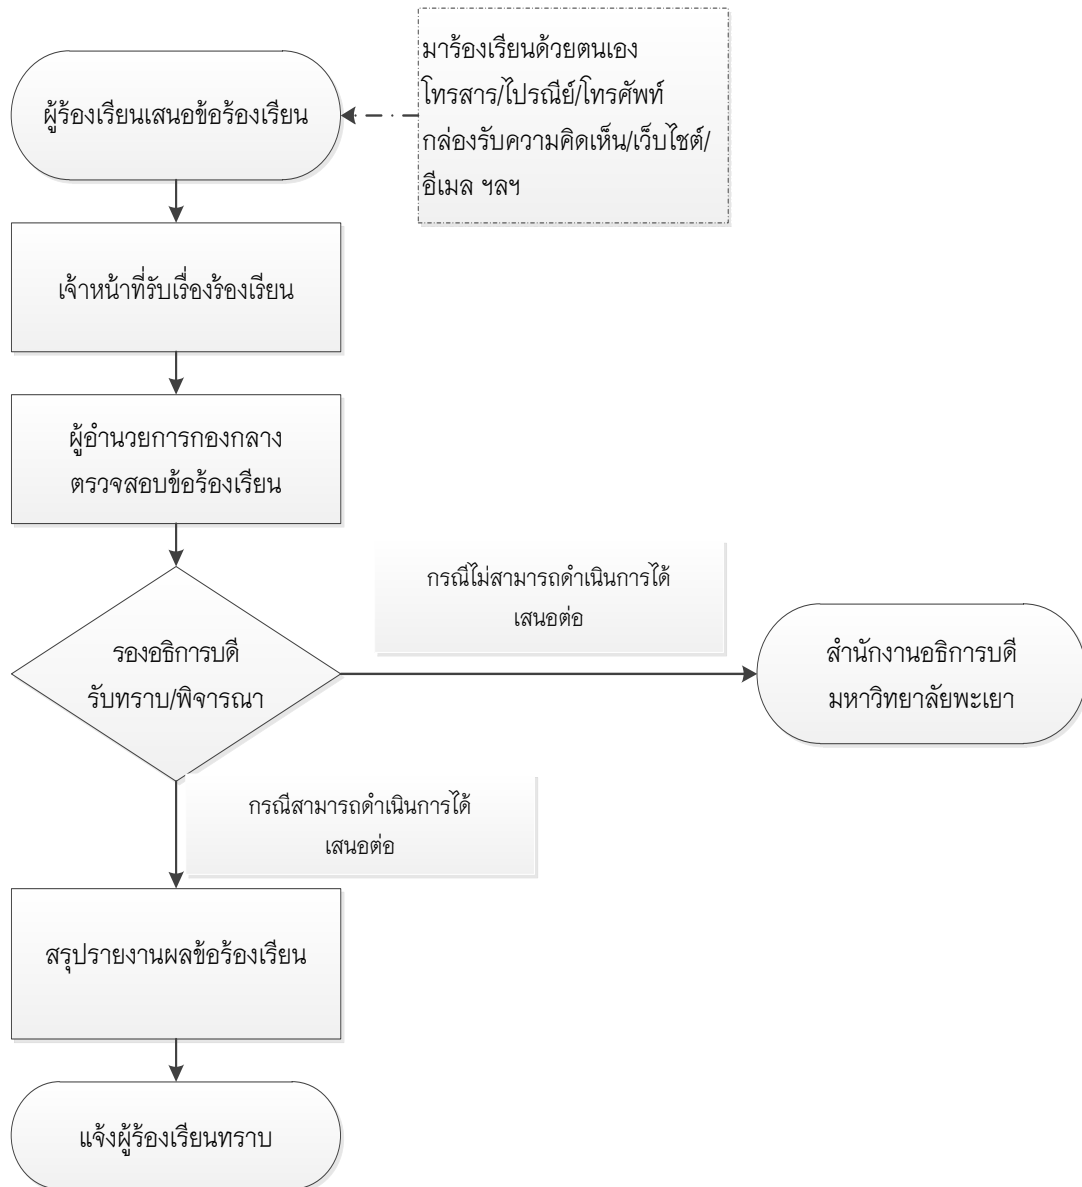 ผู้ร้องเรียนเสนอข้อร้องเรียน
มาร้องเรียนด้วยตนเอง
โทรสาร/ไปรณีย์/โทรศัพท์
กล่องรับความคิดเห็น/เว็บไชต์/
อีเมล ฯลฯ
เจ้าหน้าที่รับเรื่องร้องเรียน
ผู้อำนวยการกองกลาง
ตรวจสอบข้อร้องเรียน
รองอธิการบดี
รับทราบ/พิจารณา
กรณีไม่สามารถดำเนินการได้
เสนอต่อ
สำนักงานอธิการบดี
มหาวิทยาลัยพะเยา
กรณีสามารถดำเนินการได้
เสนอต่อ
สรุปรายงานผลข้อร้องเรียน
แจ้งผู้ร้องเรียนทราบ